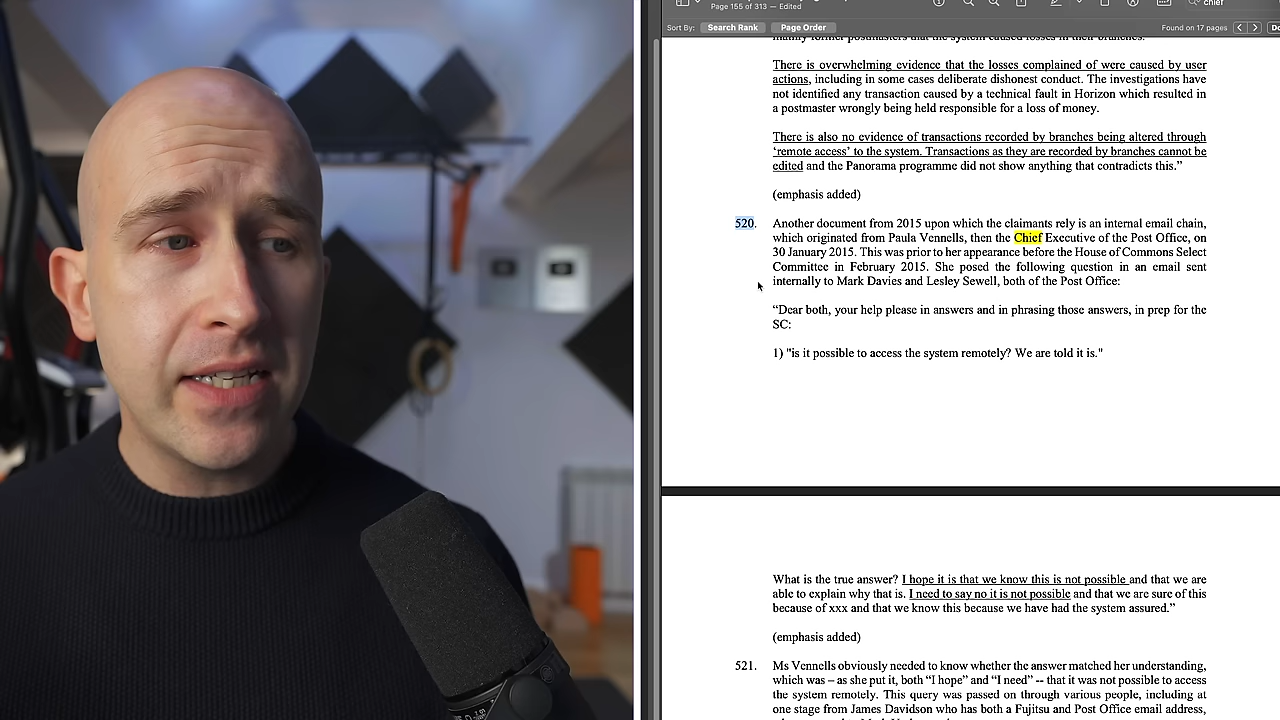 Page 155 of 313 — Edited
chief
Sort By: Search Rank Page Order Found on 17 pages
mainly former postmasters that the system caused losses in their branches.
There is overwhelming evidence that the losses complained of were caused by user
actions, including in some cases deliberate dishonest conduct. The investigations have
not identified any transaction caused by a technical fault in Horizon which resulted in
a postmaster wrongly being held responsible for a loss of money.
There is also no evidence of transactions recorded by branches being altered through
'remote access' to the system. Transactions as they are recorded by branches cannot be
edited and the Panorama programme did not show anything that contradicts this.”
(emphasis added)
520. Another document from 2015 upon which the claimants rely is an internal email chain,
which originated from Paula Vennells, then the Chief Executive of the Post Office, on
30 January 2015. This was prior to her appearance before the House of Commons Select
Committee in February 2015. She posed the following question in an email sent
internally to Mark Davies and Lesley Sewell, both of the Post Office:
“Dear both, your help please in answers and in phrasing those answers, in prep for the
SC:
1) "is it possible to access the system remotely? We are told it is."
What is the true answer? I hope it is that we know this is not possible and that we are
able to explain why that is. I need to say no it is not possible and that we are sure of this
because of xxx and that we know this because we have had the system assured.”
(emphasis added)
521. Ms Vennells obviously needed to know whether the answer matched her understanding,
which was – as she put it, both “I hope” and “I need” -- that it was not possible to access
the system remotely. This query was passed on through various people, including at
one stage from James Davidson who has both a Fujitsu and Post Office email address,